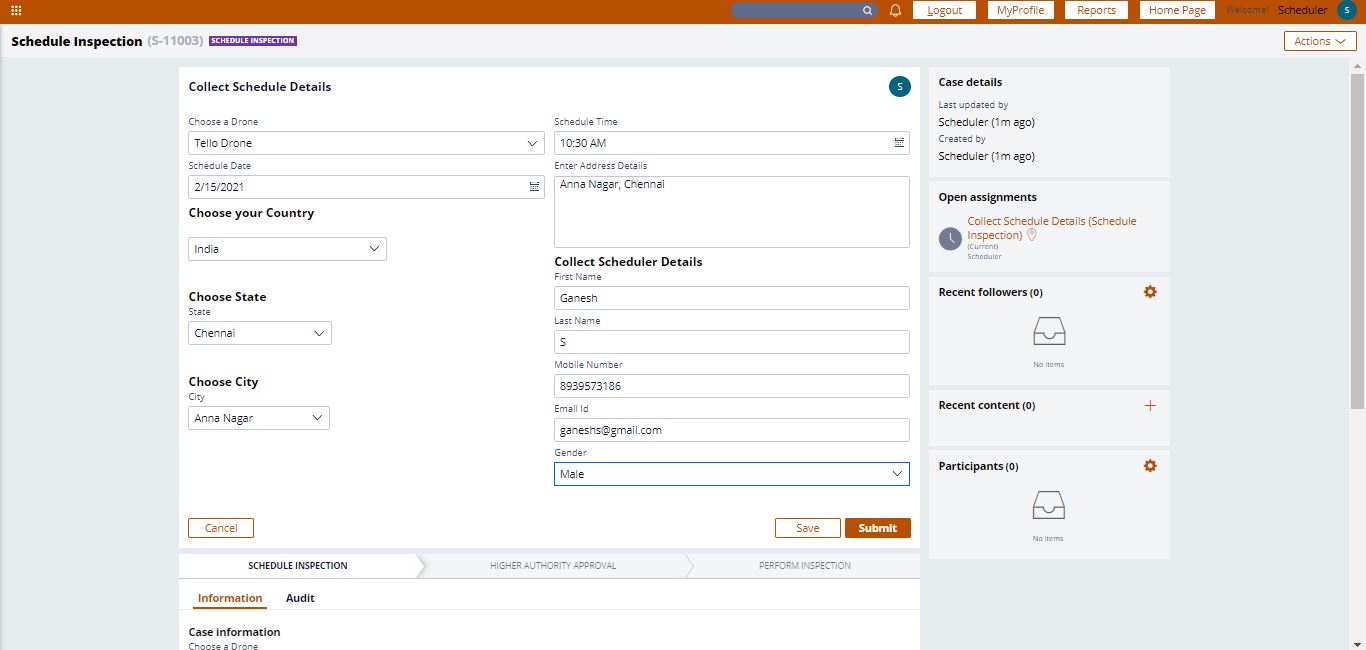 Logout
MyProfile
Reports
Home Page
Welcome!
Scheduler
S
Schedule Inspection (S-11003) SCHEDULE INSPECTION
Actions
Collect Schedule Details
S
Choose a Drone
Tello Drone
Schedule Date
2/15/2021
Choose your Country
India
Choose State
State
Chennai
Choose City
City
Anna Nagar
Schedule Time
10:30 AM
Enter Address Details
Anna Nagar, Chennai
Collect Scheduler Details
First Name
Ganesh
Last Name
S
Mobile Number
8939573186
Email Id
ganeshs@gmail.com
Gender
Male
Cancel
Save
Submit
SCHEDULE INSPECTION
HIGHER AUTHORITY APPROVAL
PERFORM INSPECTION
Information
Audit
Case information
Choose a Drone
Case details
Last updated by
Scheduler (1m ago)
Created by
Scheduler (1m ago)
Open assignments
Collect Schedule Details (Schedule
Inspection)
(Current)
Scheduler
Recent followers (0)
No items
Recent content (0)
Participants (0)
No items